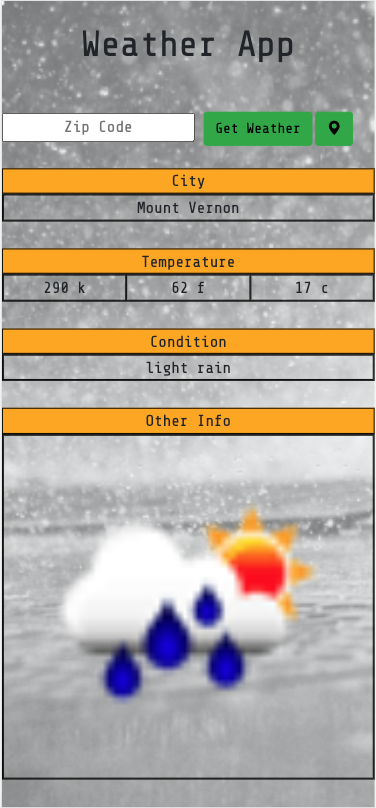 Weather App
Zip Code Get Weather
City
Mount Vernon
Temperature
290 k 62 f 17 c
Condition
light rain
Other Info